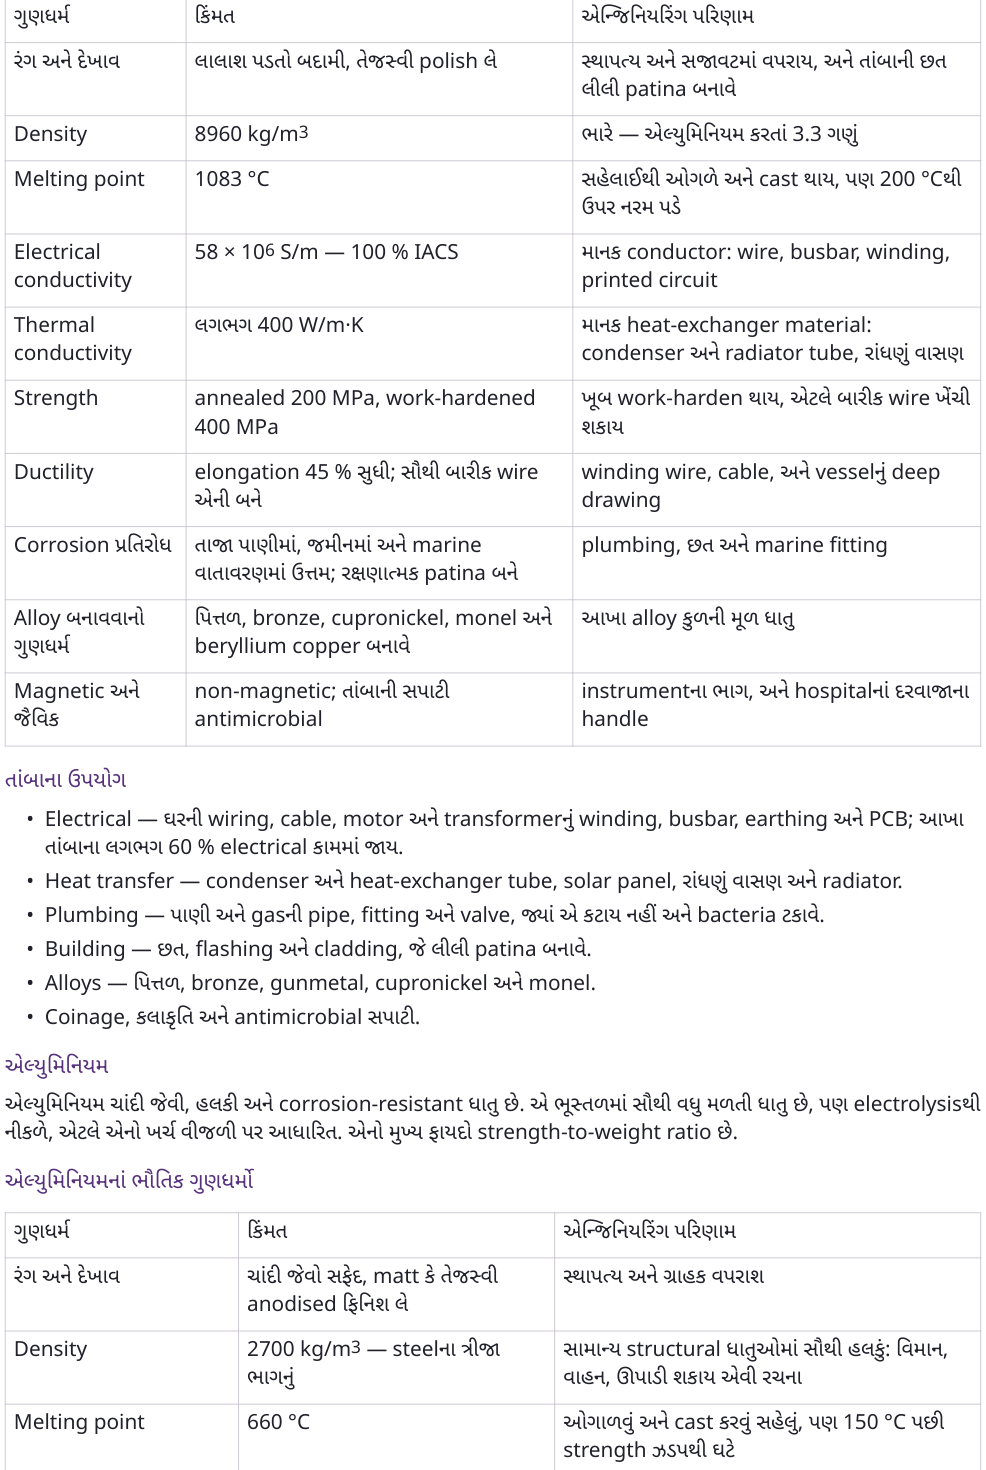 ગુણધર્મ કિંમત એન્જિનિયરિંગ પરિણામ
રંગ અને દેખાવ લાલાશ પડતો બદામી, તેજસ્વી polish લે સ્થાપત્ય અને સજાવટમાં વપરાય, અને તાંબાની છત
લીલી patina બનાવે
Density 8960 kg/m3 ભારે — એલ્યુમિનિયમ કરતાં 3.3 ગણું
Melting point 1083 °C સહેલાઈથી ઓગળે અને cast થાય, પણ 200 °Cથી
ઉપર નરમ પડે
Electrical 58 × 106 S/m — 100 % IACS માનક conductor: wire, busbar, winding,
conductivity printed circuit
Thermal લગભગ 400 W/m·K માનક heat-exchanger material:
conductivity condenser અને radiator tube, રાંધણું વાસણ
Strength annealed 200 MPa, work-hardened ખૂબ work-harden થાય, એટલે બારીક wire ખેંચી
400 MPa શકાય
Ductility elongation 45 % સુધી; સૌથી બારીક wire winding wire, cable, અને vesselનું deep
એની બને drawing
Corrosion પ્રતિરોધ તાજા પાણીમાં, જમીનમાં અને marine plumbing, છત અને marine fitting
વાતાવરણમાં ઉત્તમ; રક્ષણાત્મક patina બને
Alloy બનાવવાનો પિત્તળ, bronze, cupronickel, monel અને આખા alloy કુળની મૂળ ધાતુ
ગુણધર્મ beryllium copper બનાવે
Magnetic અને non-magnetic; તાંબાની સપાટી instrumentના ભાગ, અને hospitalનાં દરવાજાના
જૈવિક antimicrobial handle
તાંબાના ઉપયોગ
• Electrical — ઘરની wiring, cable, motor અને transformerનું winding, busbar, earthing અને PCB; આખા
તાંબાના લગભગ 60 % electrical કામમાં જાય.
• Heat transfer — condenser અને heat-exchanger tube, solar panel, રાંધણું વાસણ અને radiator.
• Plumbing — પાણી અને gasની pipe, fitting અને valve, જ્યાં એ કટાય નહીં અને bacteria ટકાવે.
• Building — છત, flashing અને cladding, જે લીલી patina બનાવે.
• Alloys — પિત્તળ, bronze, gunmetal, cupronickel અને monel.
• Coinage, કલાકૃતિ અને antimicrobial સપાટી.
એલ્યુમિનિયમ
એલ્યુમિનિયમ ચાંદી જેવી, હલકી અને corrosion-resistant ધાતુ છે. એ ભૂસ્તળમાં સૌથી વધુ મળતી ધાતુ છે, પણ electrolysisથી
નીકળે, એટલે એનો ખર્ચ વીજળી પર આધારિત. એનો મુખ્ય ફાયદો strength-to-weight ratio છે.
એલ્યુમિનિયમનાં ભૌતિક ગુણધર્મો
ગુણધર્મ કિંમત એન્જિનિયરિંગ પરિણામ
રંગ અને દેખાવ ચાંદી જેવો સફેદ, matt કે તેજસ્વી સ્થાપત્ય અને ગ્રાહક વપરાશ
anodised ફિનિશ લે
Density 2700 kg/m3 — steelના ત્રીજા સામાન્ય structural ધાતુઓમાં સૌથી હલકું: વિમાન,
ભાગનું વાહન, ઊપાડી શકાય એવી રચના
Melting point 660 °C ઓગાળવું અને cast કરવું સહેલું, પણ 150 °C પછી
strength ઝડપથી ઘટે